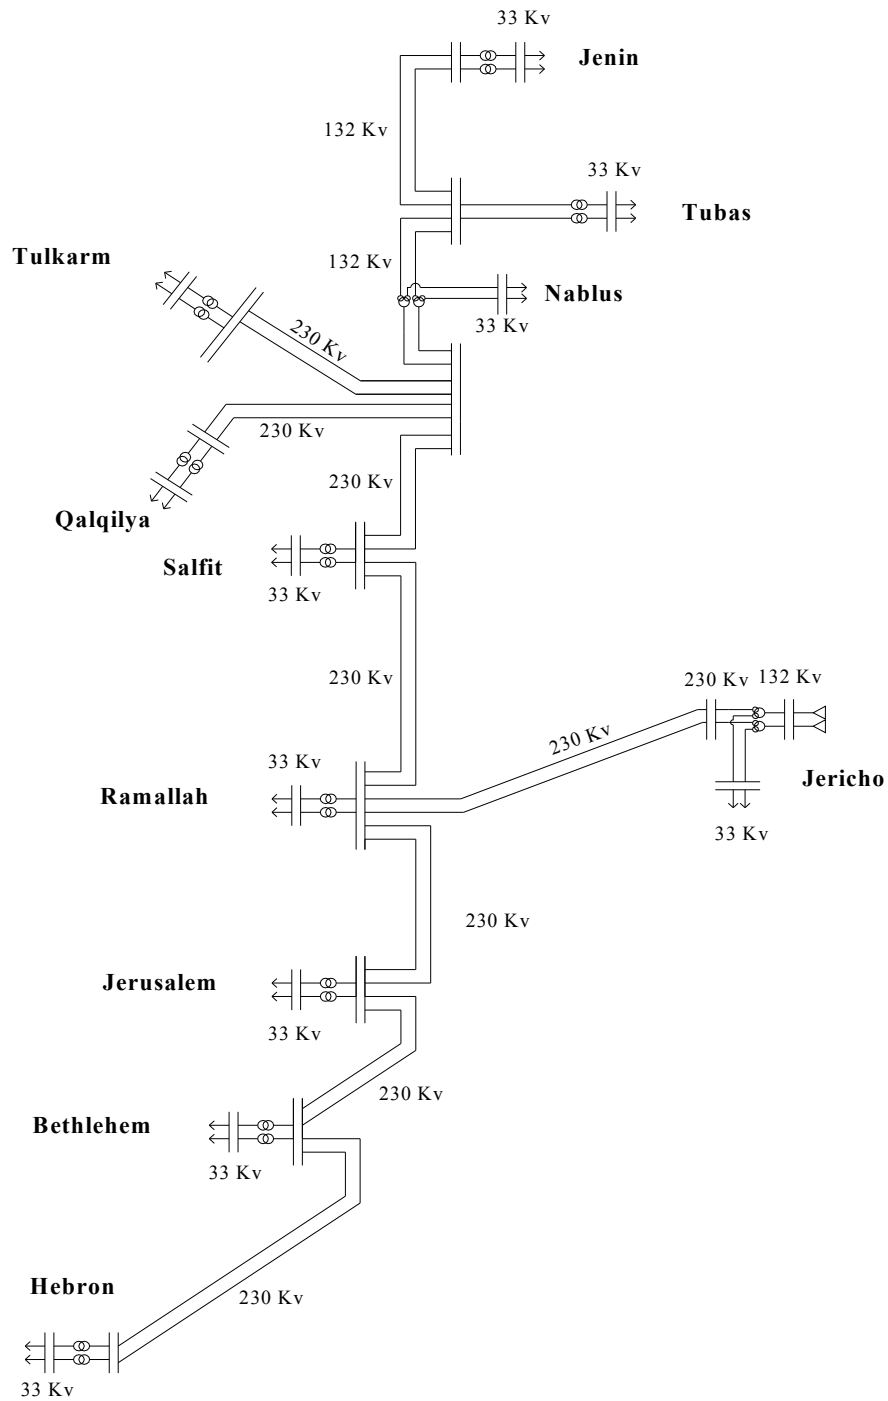 33 Kv
Jenin
132 Kv
33 Kv
Tubas
Tulkarm
132 Kv
Nablus
33 Kv
230 Kv
230 Kv
230 Kv
Qalqilya
Salfit
33 Kv
230 Kv
230 Kv
132 Kv
230 Kv
33 Kv
Ramallah
Jericho
33 Kv
230 Kv
Jerusalem
33 Kv
230 Kv
Bethlehem
33 Kv
Hebron
230 Kv
33 Kv